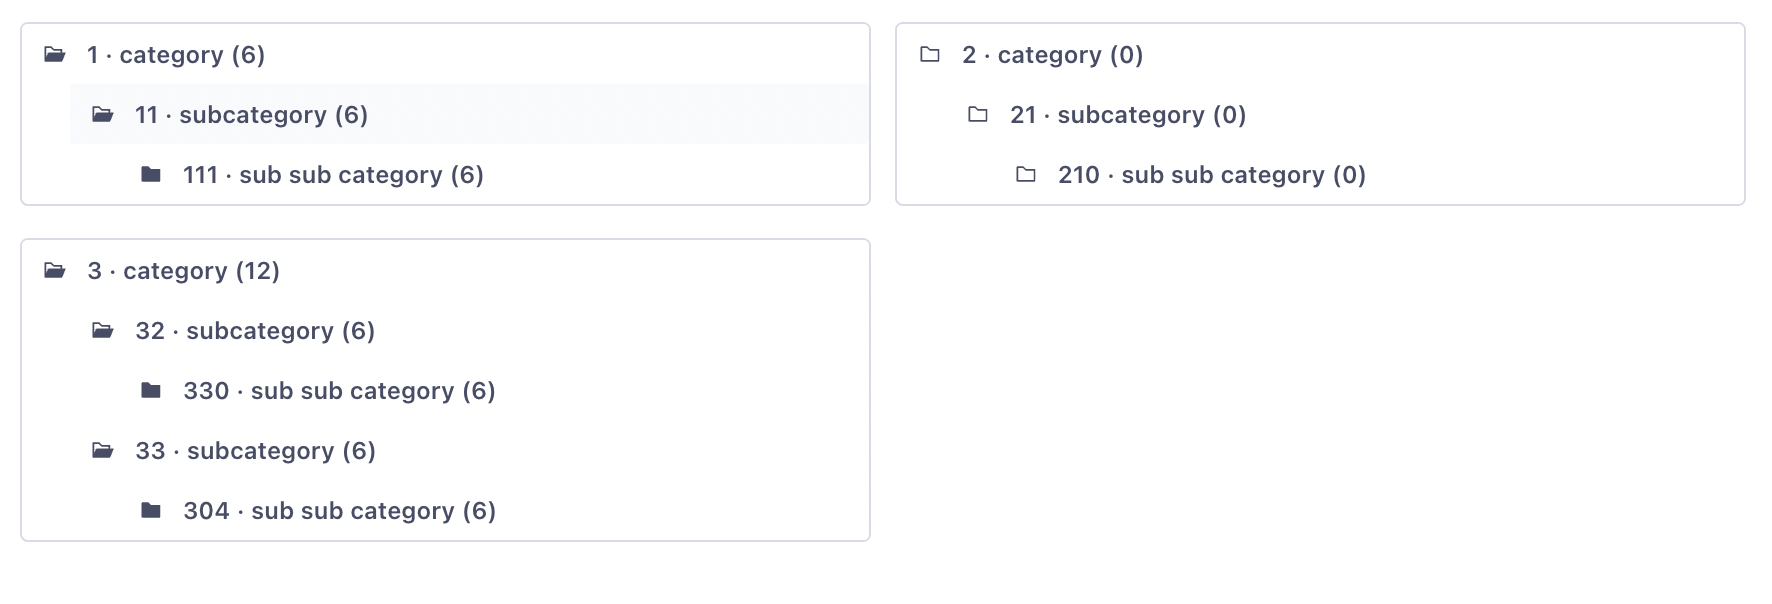 1 · category (6)
11 · subcategory (6)
111 · sub sub category (6)
2 · category (0)
21 · subcategory (0)
210 · sub sub category (0)
3 · category (12)
32 · subcategory (6)
330 · sub sub category (6)
33 · subcategory (6)
304 · sub sub category (6)